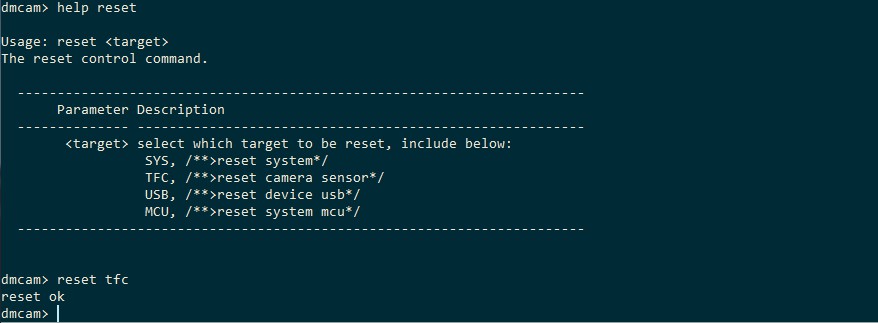 dmcam> help reset
Usage: reset <target>
The reset control command.
-----------------------------------------------------------------------
Parameter Description
-------------- --------------------------------------------------------
<target> select which target to be reset, include below:
SYS, /**>reset system*/
TFC, /**>reset camera sensor*/
USB, /**>reset device usb*/
MCU, /**>reset system mcu*/
-----------------------------------------------------------------------
dmcam> reset tfc
reset ok
dmcam>